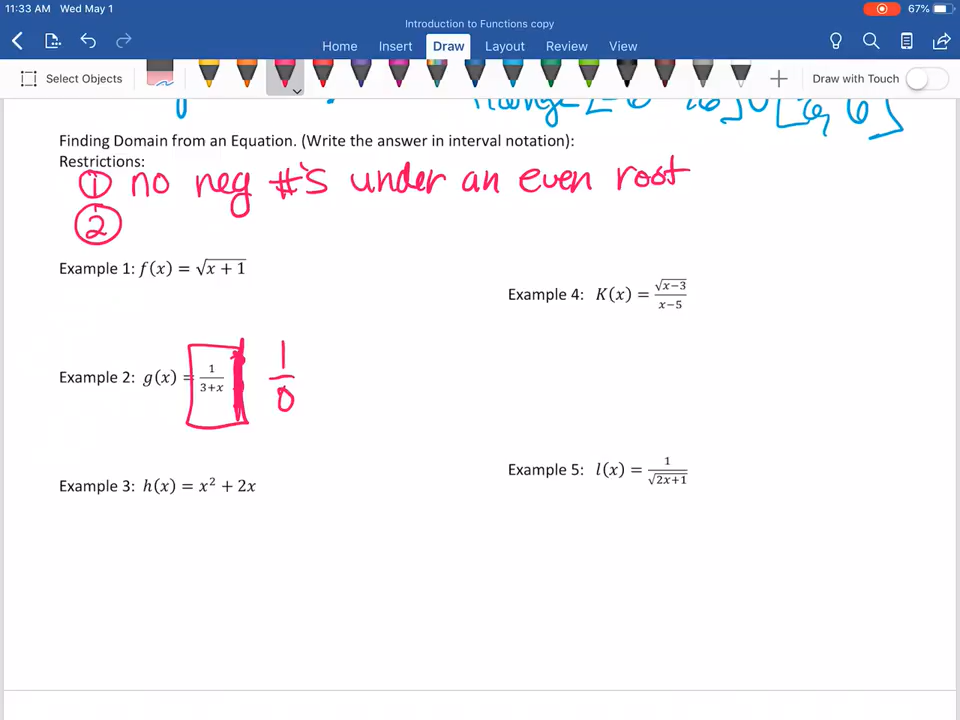 11:33 AM Wed May 1
67%
Introduction to Functions copy
Home Insert Draw Layout Review View
Select Objects
Draw with Touch
Range
Finding Domain from an Equation. (Write the answer in interval notation):
Restrictions:
① no neg #'s under an even root
②
Example 1: f(x) = √(x + 1)
Example 2: g(x) = 1/(3+x) 1/0
Example 3: h(x) = x² + 2x
Example 4: K(x) = √(x−3)/(x−5)
Example 5: l(x) = 1/√(2x+1)